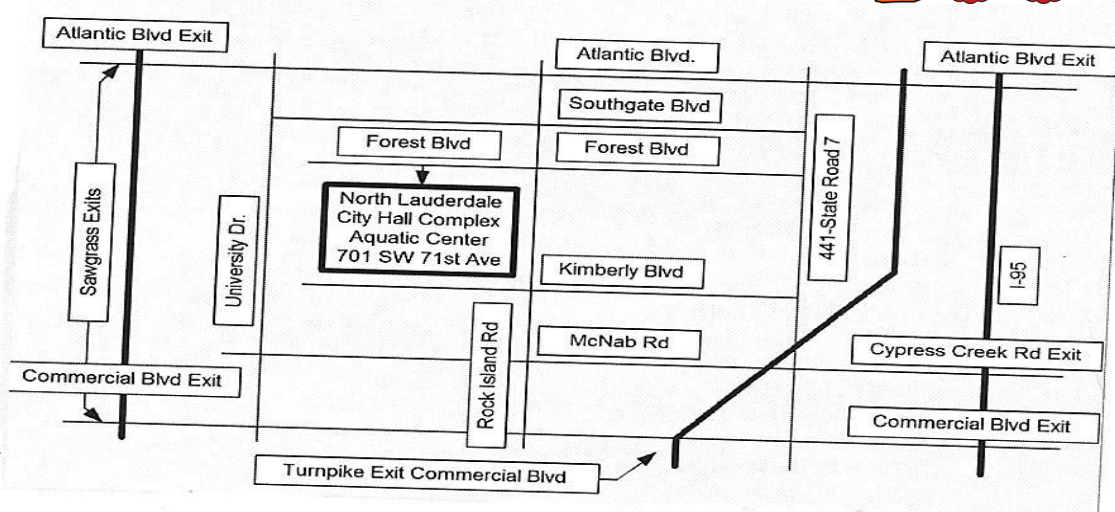 Atlantic Blvd Exit
Atlantic Blvd.
Atlantic Blvd Exit
Southgate Blvd
Forest Blvd
Forest Blvd
North Lauderdale
City Hall Complex
Aquatic Center
701 SW 71st Ave
Sawgrass Exits
University Dr.
441-State Road 7
Kimberly Blvd
I-95
Rock Island Rd
McNab Rd
Cypress Creek Rd Exit
Commercial Blvd Exit
Commercial Blvd Exit
Turnpike Exit Commercial Blvd